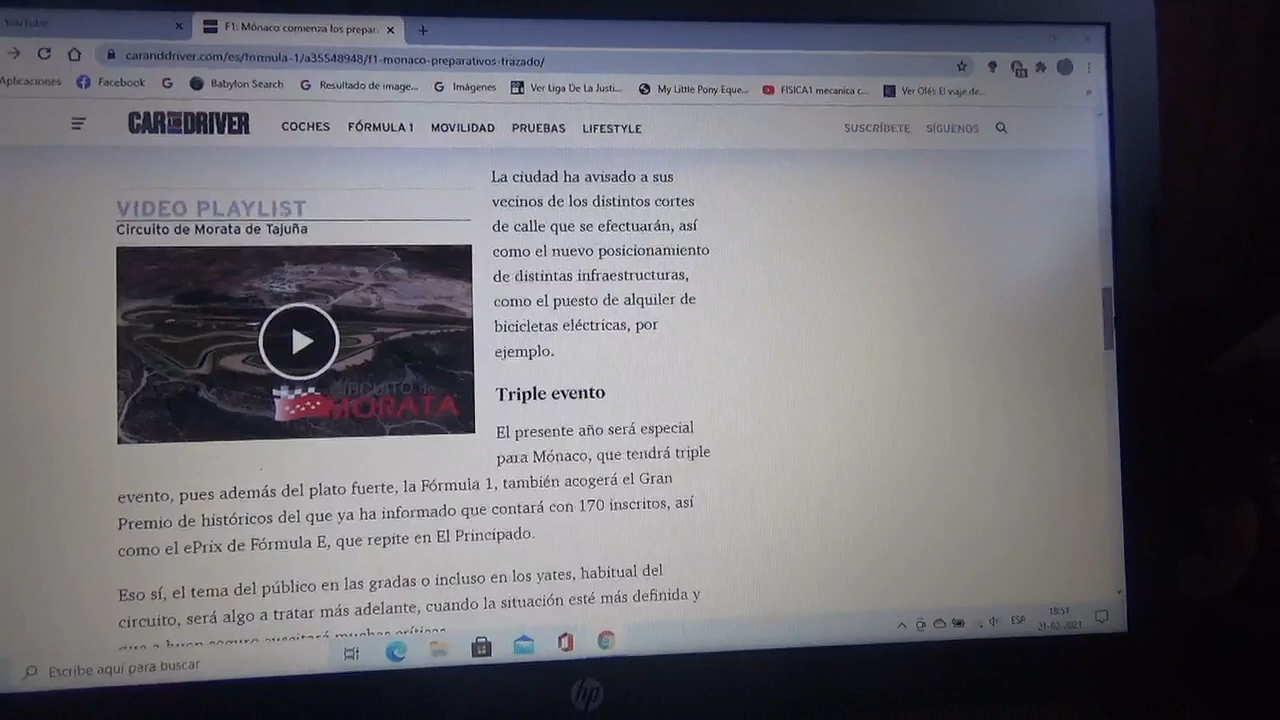 YouTube
F1: Mónaco comienza los prepar
caranddriver.com/es/formula-1/a35548948/f1-monaco-preparativos-trazado/
Aplicaciones
Facebook
Babylon Search
Resultado de image...
Imágenes
Ver Liga De La Justi...
My Little Pony Eque...
FISICA1 mecanica c...
Ver Olé: El viaje de...
CAR AND DRIVER
COCHES
FÓRMULA 1
MOVILIDAD
PRUEBAS
LIFESTYLE
SUSCRÍBETE
SÍGUENOS
VIDEO PLAYLIST
Circuito de Morata de Tajuña
CIRCUITO de
MORATA
La ciudad ha avisado a sus
vecinos de los distintos cortes
de calle que se efectuarán, así
como el nuevo posicionamiento
de distintas infraestructuras,
como el puesto de alquiler de
bicicletas eléctricas, por
ejemplo.
Triple evento
El presente año será especial
para Mónaco, que tendrá triple
evento, pues además del plato fuerte, la Fórmula 1, también acogerá el Gran
Premio de históricos del que ya ha informado que contará con 170 inscritos, así
como el ePrix de Fórmula E, que repite en El Principado.
Eso sí, el tema del público en las gradas o incluso en los yates, habitual del
circuito, será algo a tratar más adelante, cuando la situación esté más definida y
que a buen seguro suscitará muchas críticas.
Escribe aquí para buscar
ESP
18:51
21-02-2021
hp